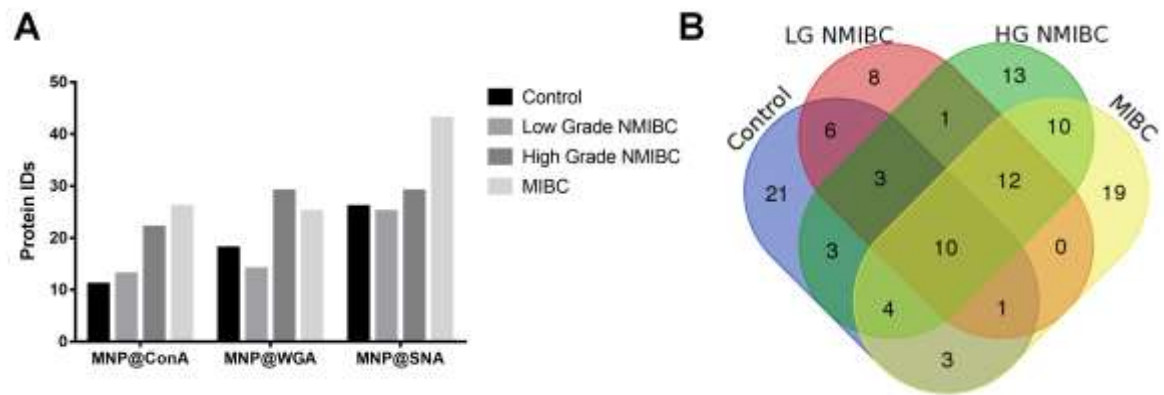 A
Protein IDs
50
40
30
20
10
0
MNP@ConA MNP@WGA MNP@SNA
Control
Low Grade NMIBC
High Grade NMIBC
MIBC
B
LG NMIBC HG NMIBC
Control MIBC
8 13
6 1 10
21 3 12 19
3 10 0
4 1
3